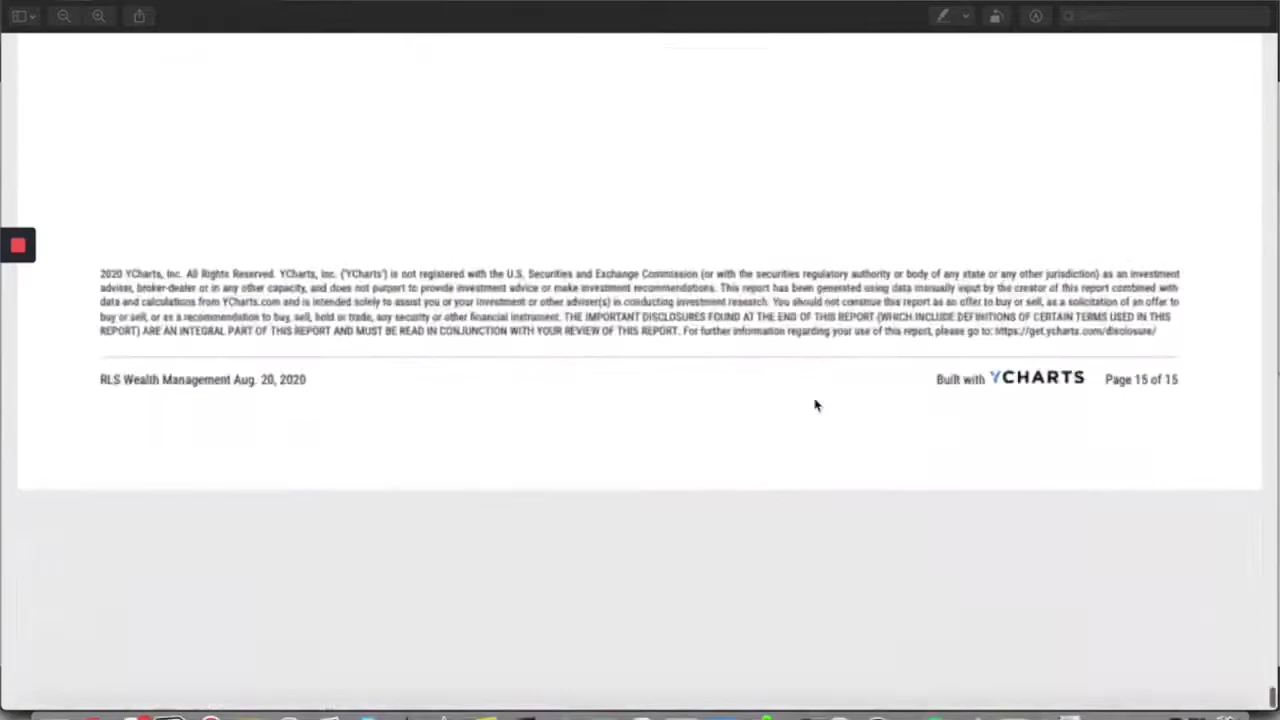 2020 YCharts, Inc. All Rights Reserved. YCharts, Inc. ('YCharts') is not registered with the U.S. Securities and Exchange Commission (or with the securities regulatory authority or body of any state or any other jurisdiction) as an investment
adviser, broker-dealer or in any other capacity, and does not purport to provide investment advice or make investment recommendations. This report has been generated using data manually input by the creator of this report combined with
data and calculations from YCharts.com and is intended solely to assist you or your investment or other adviser(s) in conducting investment research. You should not construe this report as an offer to buy or sell, as a solicitation of an offer to
buy or sell, or as a recommendation to buy, sell, hold or trade, any security or other financial instrument. THE IMPORTANT DISCLOSURES FOUND AT THE END OF THIS REPORT (WHICH INCLUDE DEFINITIONS OF CERTAIN TERMS USED IN THIS
REPORT) ARE AN INTEGRAL PART OF THIS REPORT AND MUST BE READ IN CONJUNCTION WITH YOUR REVIEW OF THIS REPORT. For further information regarding your use of this report, please go to: https://get.ycharts.com/disclosure/
RLS Wealth Management Aug. 20, 2020
Built with YCHARTS Page 15 of 15